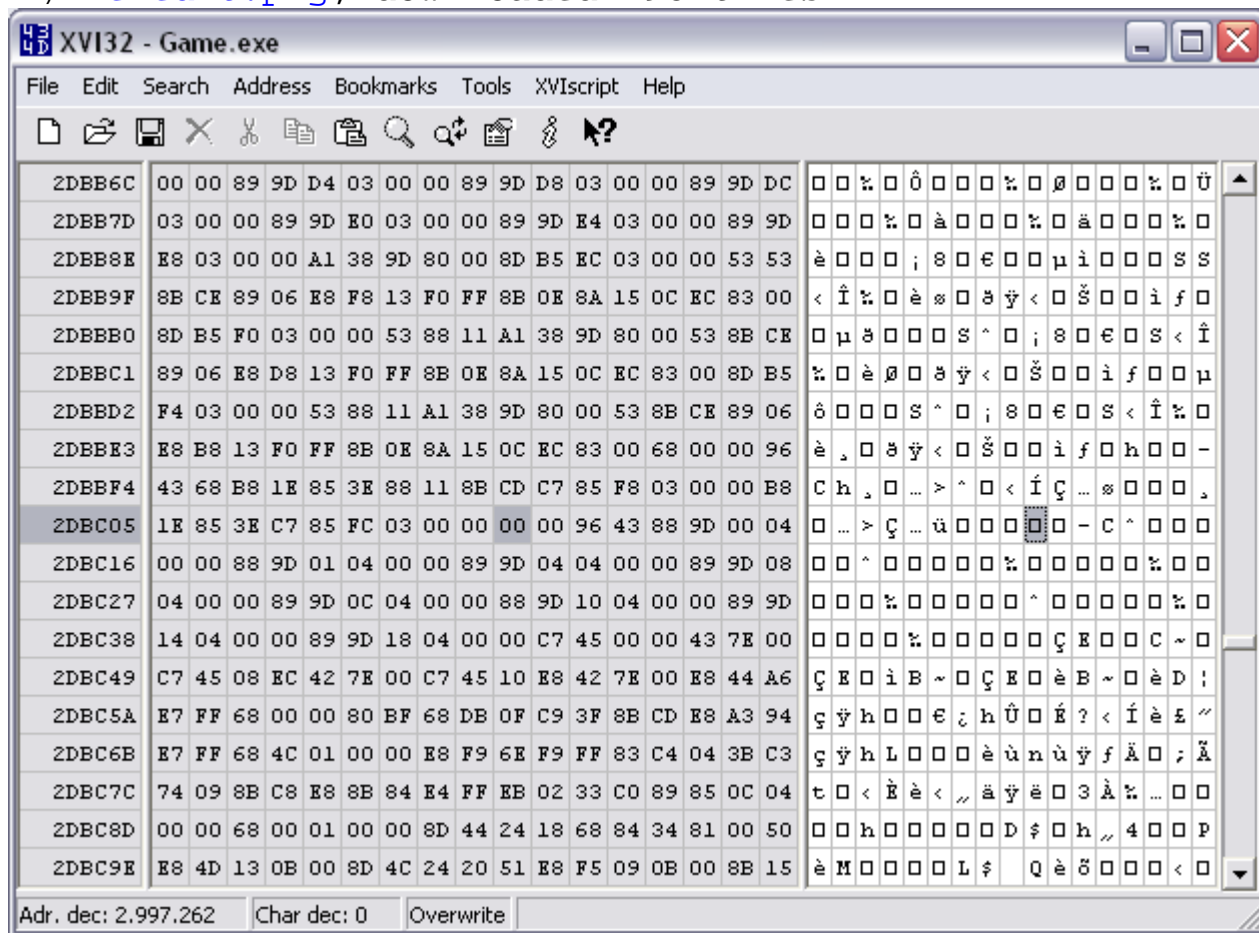 XVI32 - Game.exe
File Edit Search Address Bookmarks Tools XVIscript Help
2DBB6C 00 00 89 9D D4 03 00 00 89 9D D8 03 00 00 89 9D DC □ □ ‰ □ Ô □ □ □ ‰ □ Ø □ □ □ ‰ □ Ü
2DBB7D 03 00 00 89 9D E0 03 00 00 89 9D E4 03 00 00 89 9D □ □ □ ‰ □ à □ □ □ ‰ □ ä □ □ □ ‰ □
2DBB8E E8 03 00 00 A1 38 9D 80 00 8D B5 EC 03 00 00 53 53 è □ □ □ ¡ 8 □ € □ □ µ ì □ □ □ S S
2DBB9F 8B CE 89 06 E8 F8 13 F0 FF 8B 0E 8A 15 0C EC 83 00 ‹ Î ‰ □ è ø □ ð ÿ ‹ □ Š □ □ ì ƒ □
2DBBB0 8D B5 F0 03 00 00 53 88 11 A1 38 9D 80 00 53 8B CE □ µ ð □ □ □ S ˆ □ ¡ 8 □ € □ S ‹ Î
2DBBC1 89 06 E8 D8 13 F0 FF 8B 0E 8A 15 0C EC 83 00 8D B5 ‰ □ è Ø □ ð ÿ ‹ □ Š □ □ ì ƒ □ □ µ
2DBBD2 F4 03 00 00 53 88 11 A1 38 9D 80 00 53 8B CE 89 06 ô □ □ □ S ˆ □ ¡ 8 □ € □ S ‹ Î ‰ □
2DBBE3 E8 B8 13 F0 FF 8B 0E 8A 15 0C EC 83 00 68 00 00 96 è ¸ □ ð ÿ ‹ □ Š □ □ ì ƒ □ h □ □ –
2DBBF4 43 68 B8 1E 85 3E 88 11 8B CD C7 85 F8 03 00 00 B8 C h ¸ □ … > ˆ □ ‹ Í Ç … ø □ □ □ ¸
2DBC05 1E 85 3E C7 85 FC 03 00 00 00 00 96 43 88 9D 00 04 □ … > Ç … ü □ □ □ □ □ – C ˆ □ □ □
2DBC16 00 00 88 9D 01 04 00 00 89 9D 04 04 00 00 89 9D 08 □ □ ˆ □ □ □ □ □ ‰ □ □ □ □ □ ‰ □ □
2DBC27 04 00 00 89 9D 0C 04 00 00 88 9D 10 04 00 00 89 9D □ □ □ ‰ □ □ □ □ □ ˆ □ □ □ □ □ ‰ □
2DBC38 14 04 00 00 89 9D 18 04 00 00 C7 45 00 00 43 7E 00 □ □ □ □ ‰ □ □ □ □ □ Ç E □ □ C ~ □
2DBC49 C7 45 08 EC 42 7E 00 C7 45 10 E8 42 7E 00 E8 44 A6 Ç E □ ì B ~ □ Ç E □ è B ~ □ è D ¦
2DBC5A E7 FF 68 00 00 80 BF 68 DB 0F C9 3F 8B CD E8 A3 94 ç ÿ h □ □ € ¿ h Û □ É ? ‹ Í è £ ”
2DBC6B E7 FF 68 4C 01 00 00 E8 F9 6E F9 FF 83 C4 04 3B C3 ç ÿ h L □ □ □ è ù n ù ÿ ƒ Ä □ ; Ã
2DBC7C 74 09 8B C8 E8 8B 84 E4 FF EB 02 33 C0 89 85 0C 04 t □ ‹ È è ‹ „ ä ÿ ë □ 3 À ‰ … □ □
2DBC8D 00 00 68 00 01 00 00 8D 44 24 18 68 84 34 81 00 50 □ □ h □ □ □ □ □ D $ □ h „ 4 □ □ P
2DBC9E E8 4D 13 0B 00 8D 4C 24 20 51 E8 F5 09 0B 00 8B 15 è M □ □ □ □ L $ Q è õ □ □ □ ‹ □
Adr. dec: 2.997.262 Char dec: 0 Overwrite